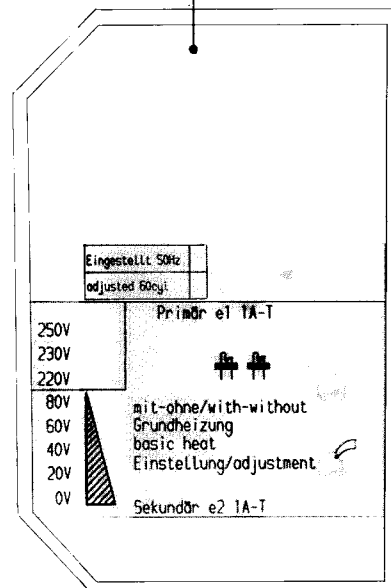 Eingestellt 50Hz
adjusted 60cyl
Primär e1 1A-T
250V
230V
220V
80V
60V
40V
20V
0V
mit-ohne/with-without
Grundheizung
basic heat
Einstellung/adjustment
Sekundär e2 1A-T